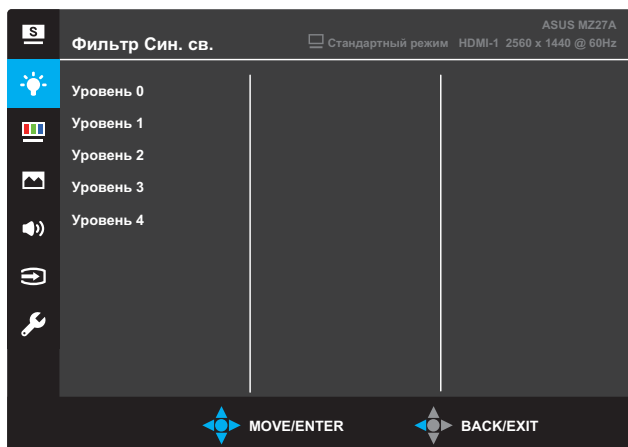 S
ASUS MZ27A
Фильтр Син. св.
Стандартный режим HDMI-1 2560 x 1440 @ 60Hz
Уровень 0
Уровень 1
Уровень 2
Уровень 3
Уровень 4
MOVE/ENTER
BACK/EXIT